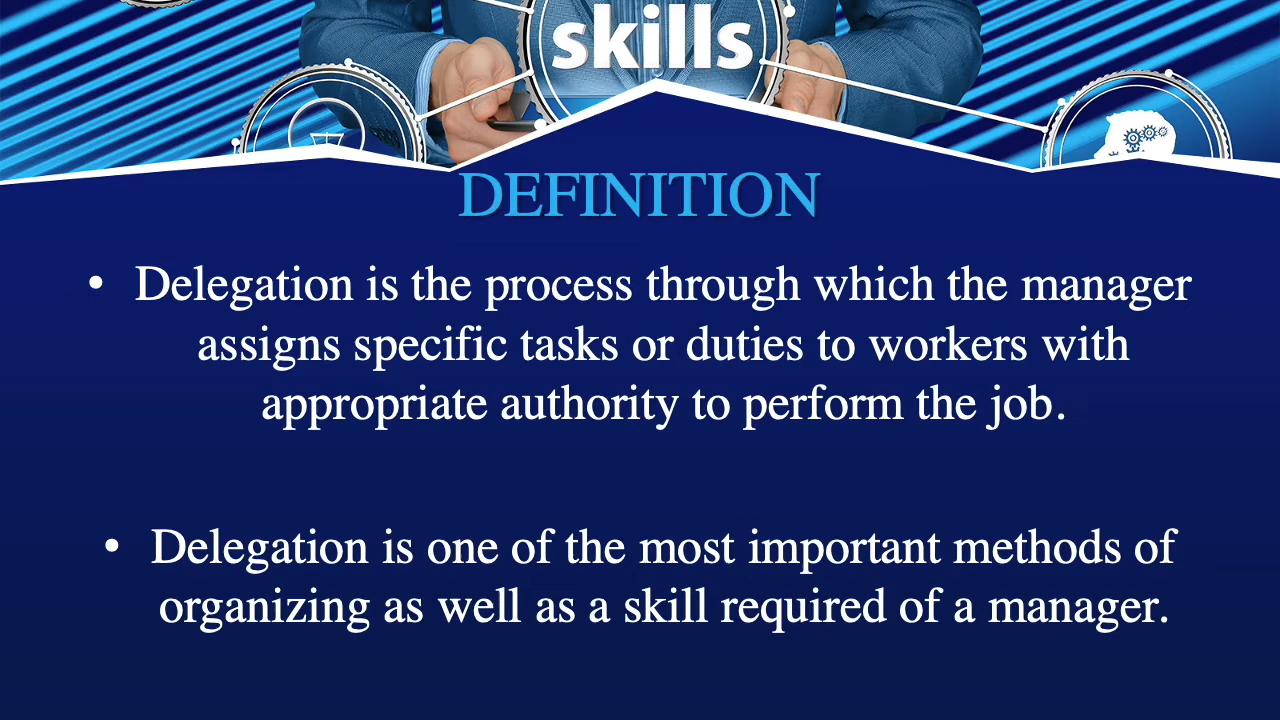 skills
DEFINITION
• Delegation is the process through which the manager
assigns specific tasks or duties to workers with
appropriate authority to perform the job.
• Delegation is one of the most important methods of
organizing as well as a skill required of a manager.